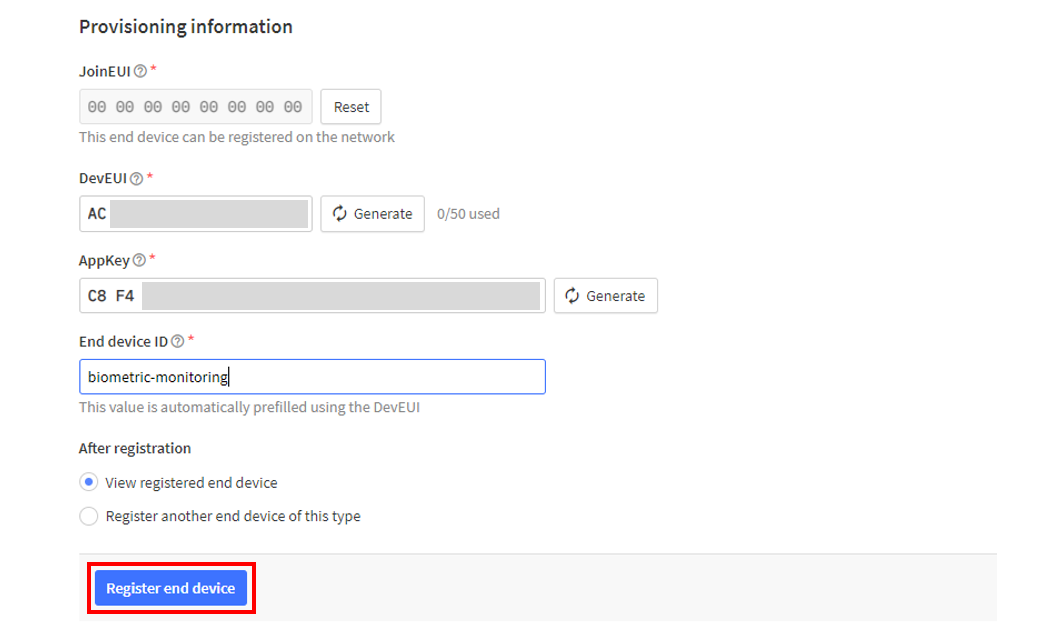 Provisioning information
JoinEUI *
00 00 00 00 00 00 00 00 Reset
This end device can be registered on the network
DevEUI *
AC Generate 0/50 used
AppKey *
C8 F4 Generate
End device ID *
biometric-monitoring
This value is automatically prefilled using the DevEUI
After registration
View registered end device
Register another end device of this type
Register end device